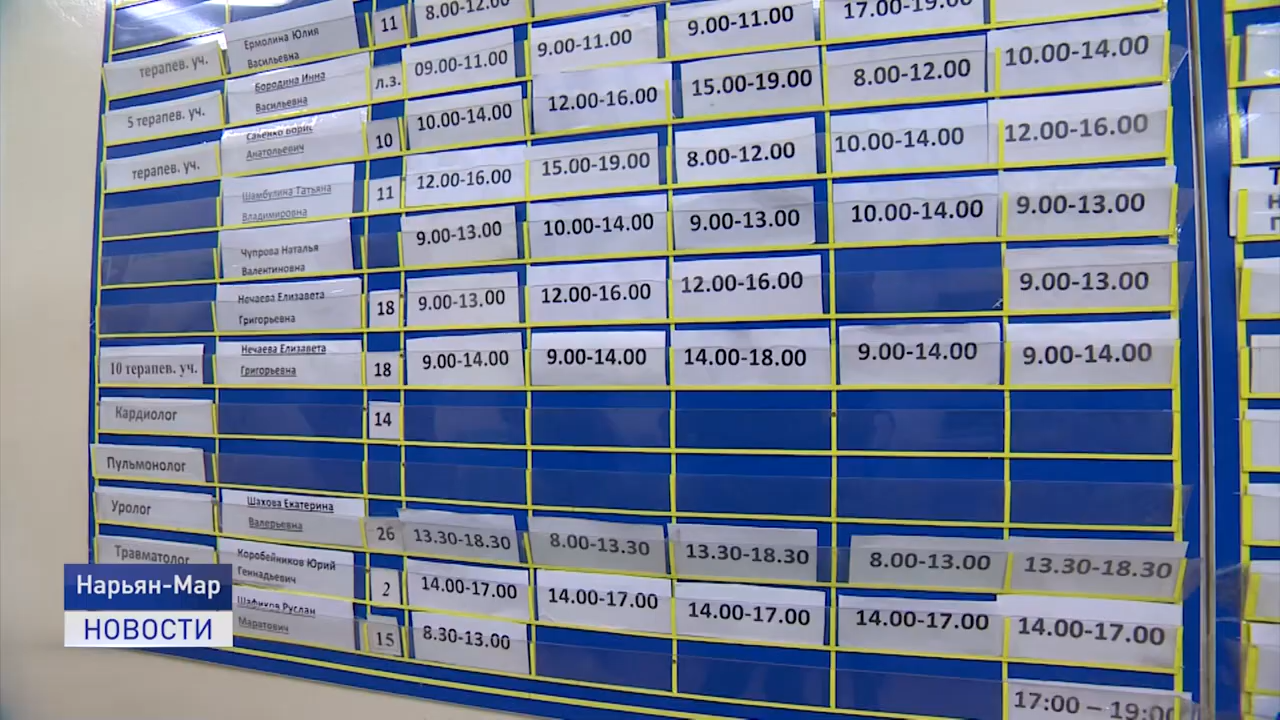 Ермолина Юлия
Васильевна
11
8.00-12.00
9.00-11.00
17.00-19.00
терапев. уч.
Бородина Инна
Васильевна
л.з.
09.00-11.00
9.00-11.00
15.00-19.00
8.00-12.00
10.00-14.00
5 терапев. уч.
Савенко Борис
Анатольевич
10
10.00-14.00
12.00-16.00
8.00-12.00
10.00-14.00
12.00-16.00
терапев. уч.
Шамбулина Татьяна
Владимировна
11
12.00-16.00
15.00-19.00
9.00-13.00
10.00-14.00
9.00-13.00
Чупрова Наталья
Валентиновна
9.00-13.00
10.00-14.00
12.00-16.00
9.00-13.00
Нечаева Елизавета
Григорьевна
18
9.00-13.00
12.00-16.00
10 терапев. уч.
Нечаева Елизавета
Григорьевна
18
9.00-14.00
9.00-14.00
14.00-18.00
9.00-14.00
9.00-14.00
Кардиолог
14
Пульмонолог
Уролог
Шахова Екатерина
Валерьевна
26
13.30-18.30
8.00-13.30
13.30-18.30
8.00-13.00
13.30-18.30
Травматолог
Коробейников Юрий
Геннадьевич
2
14.00-17.00
14.00-17.00
14.00-17.00
14.00-17.00
14.00-17.00
Шафиков Руслан
Маратович
15
8.30-13.00
17:00 – 19:00
Нарьян-Мар
НОВОСТИ